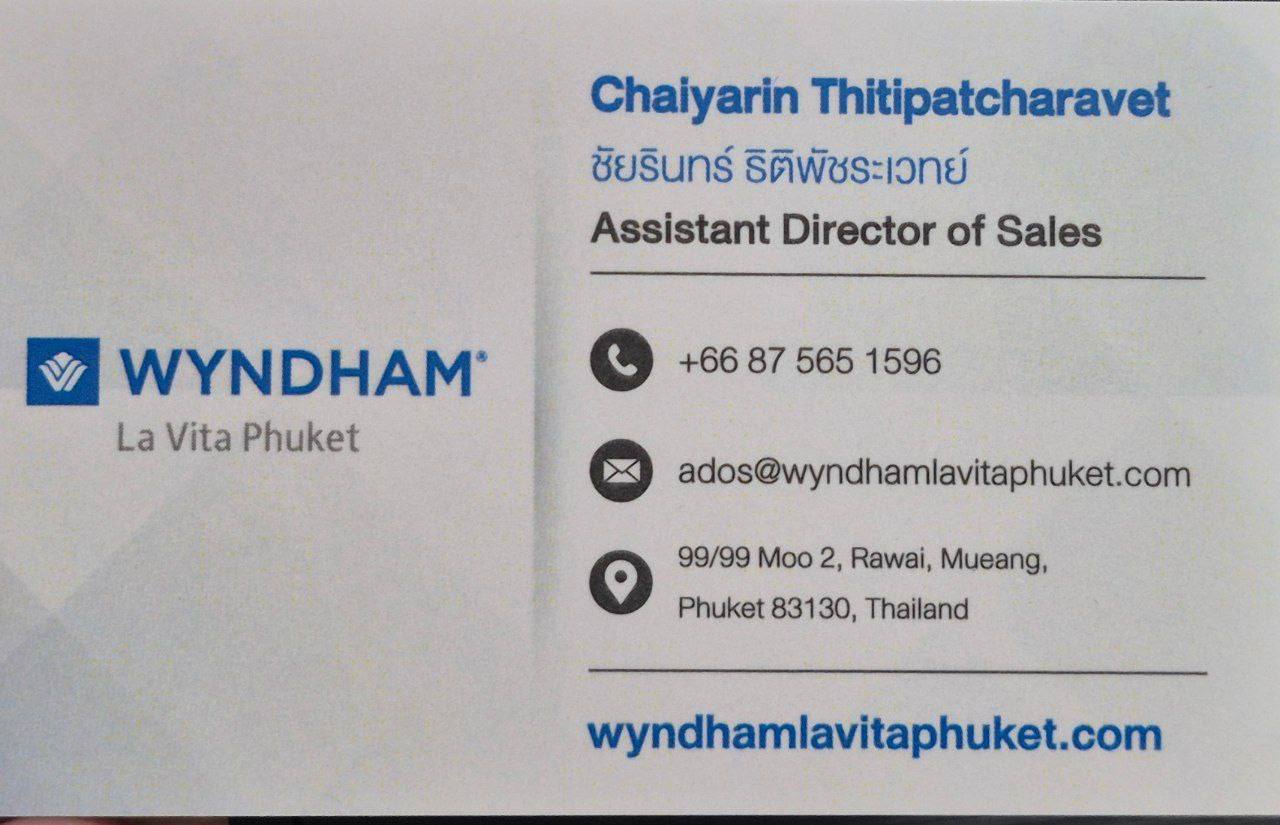 WYNDHAM®
La Vita Phuket
Chaiyarin Thitipatcharavet
ชัยรินทร์ ธิติพัชระเวทย์
Assistant Director of Sales
+66 87 565 1596
ados@wyndhamlavitaphuket.com
99/99 Moo 2, Rawai, Mueang,
Phuket 83130, Thailand
wyndhamlavitaphuket.com